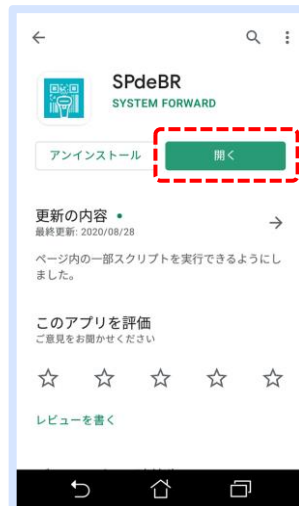 SPdeBR
SYSTEM FORWARD
アンインストール
開く
更新の内容 •
最終更新: 2020/08/28
ページ内の一部スクリプトを実行できるようにし
ました。
このアプリを評価
ご意見をお聞かせください
レビューを書く